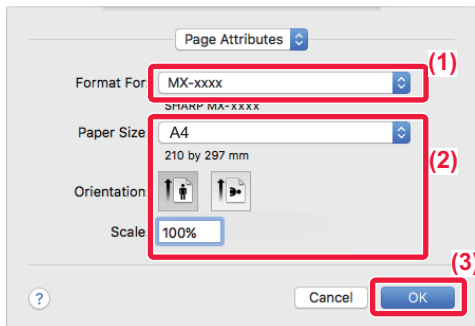 Page Attributes
(1)
Format For: MX-xxxx
SHARP MX-xxxx
Paper Size: A4
(2)
210 by 297 mm
Orientation:
Scale: 100%
(3)
? Cancel OK